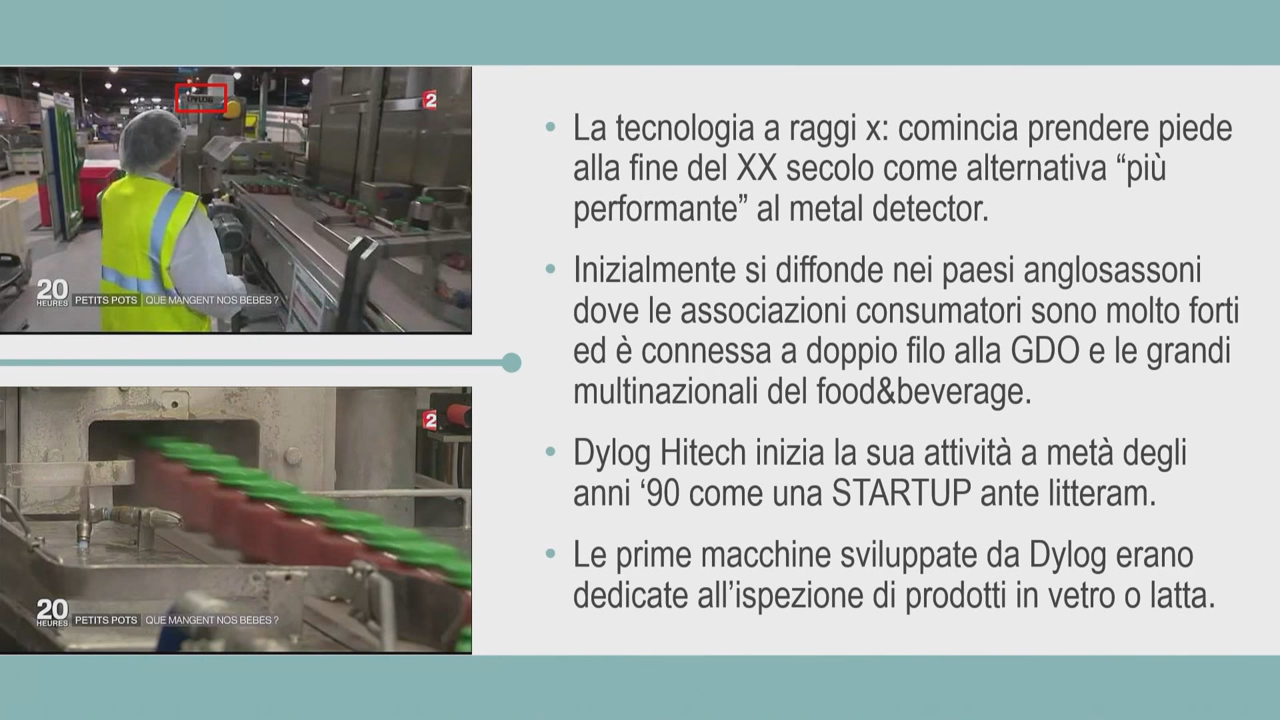 DYLOG
2
20
HEURES
PETITS POTS QUE MANGENT NOS BÉBÉS ?
2
20
HEURES
PETITS POTS QUE MANGENT NOS BÉBÉS ?
• La tecnologia a raggi x: comincia prendere piede
alla fine del XX secolo come alternativa “più
performante” al metal detector.
• Inizialmente si diffonde nei paesi anglosassoni
dove le associazioni consumatori sono molto forti
ed è connessa a doppio filo alla GDO e le grandi
multinazionali del food&beverage.
• Dylog Hitech inizia la sua attività a metà degli
anni ‘90 come una STARTUP ante litteram.
• Le prime macchine sviluppate da Dylog erano
dedicate all’ispezione di prodotti in vetro o latta.